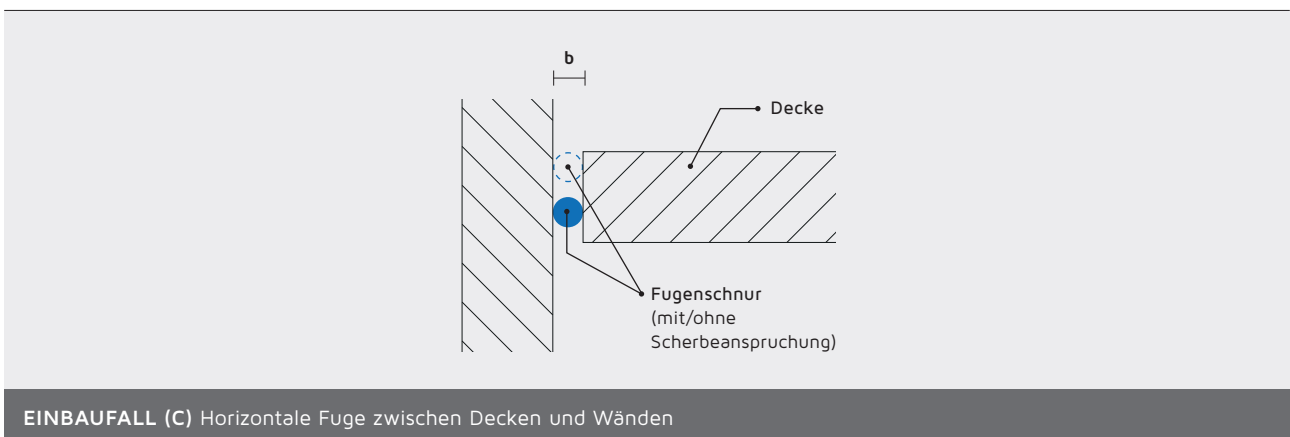 b
Decke
Fugenschnur
(mit/ohne
Scherbeanspruchung)
EINBAUFALL (C) Horizontale Fuge zwischen Decken und Wänden